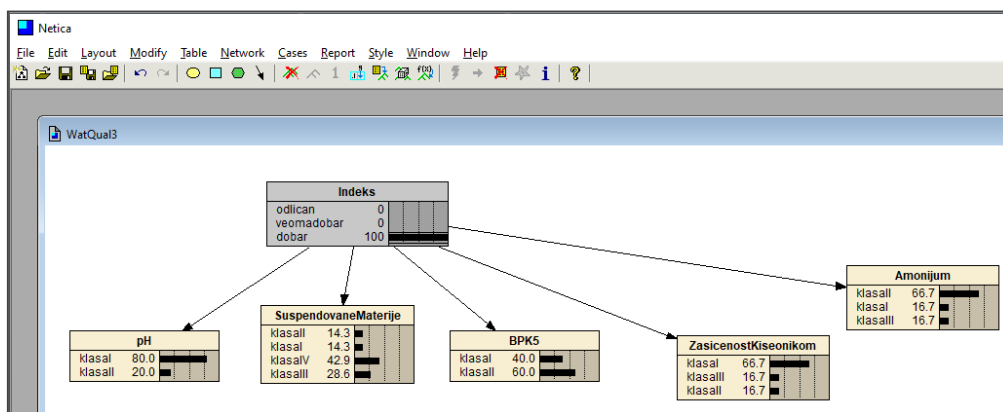 Netica
File Edit Layout Modify Table Network Cases Report Style Window Help
1 f(x) i ?
WatQual3
Indeks
odlican 0
veomadobar 0
dobar 100
Amonijum
klasaII 66.7
klasaI 16.7
klasaIII 16.7
SuspendovaneMaterije
klasaII 14.3
klasaI 14.3
klasaIV 42.9
klasaIII 28.6
pH
klasaI 80.0
klasaII 20.0
BPK5
klasaI 40.0
klasaII 60.0
ZasicenostKiseonikom
klasaI 66.7
klasaIII 16.7
klasaII 16.7